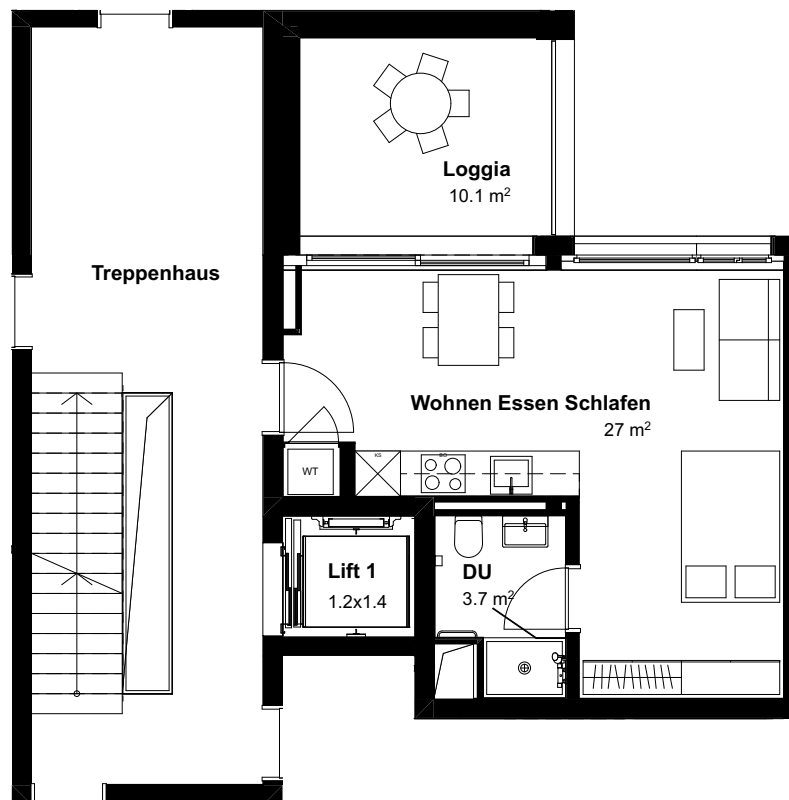 Loggia
10.1 m²
Treppenhaus
Wohnen Essen Schlafen
27 m²
KS
WT
Lift 1
1.2x1.4
DU
3.7 m²